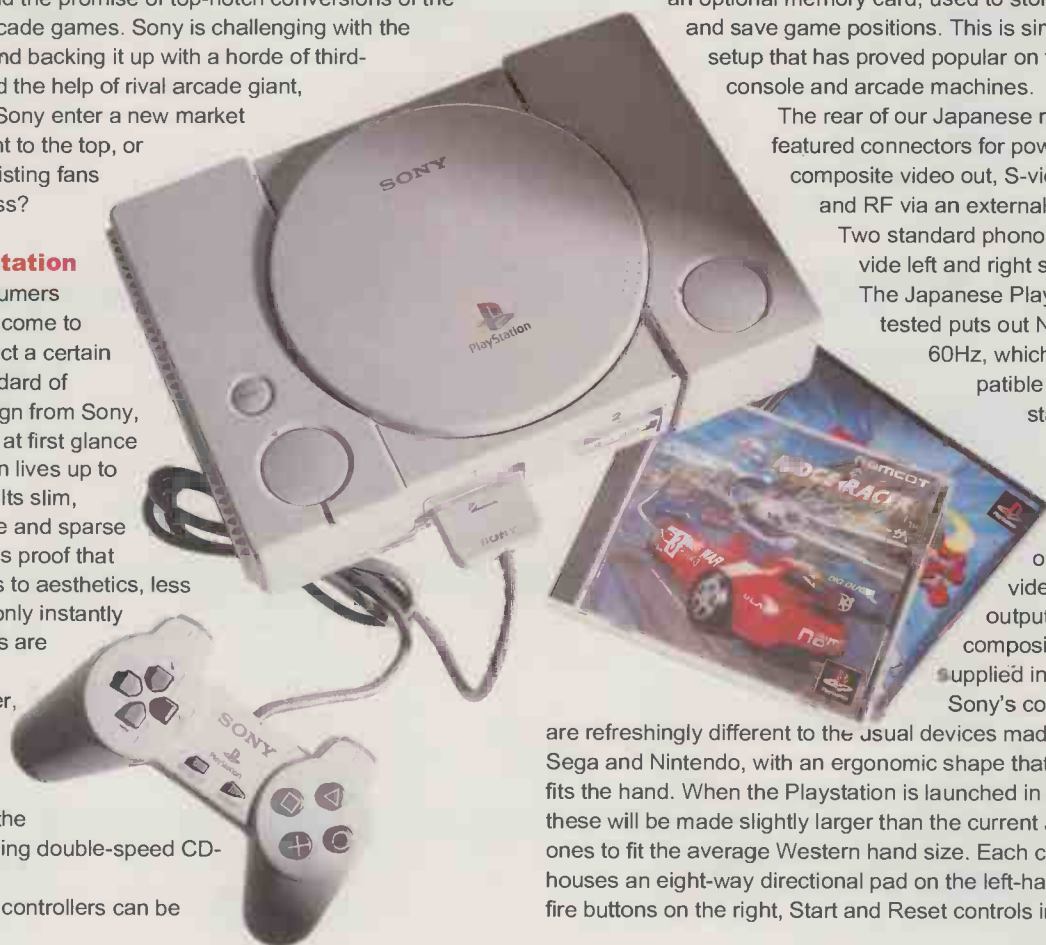 and the promise of top-notch conversions of the
cade games. Sony is challenging with the
nd backing it up with a horde of third-
d the help of rival arcade giant,
Sony enter a new market
nt to the top, or
isting fans
ss?
tation
umers
come to
ct a certain
dard of
gn from Sony,
at first glance
n lives up to
Its slim,
e and sparse
s proof that
s to aesthetics, less
only instantly
s are
er,
the
ing double-speed CD-
controllers can be
an optional memory card, used to stor
and save game positions. This is sim
setup that has proved popular on
console and arcade machines.
The rear of our Japanese
featured connectors for pow
composite video out, S-vid
and RF via an external
Two standard phono
vide left and right s
The Japanese Play
tested puts out N
60Hz, which
patible
sta
o
vide
output
composi
supplied in
Sony's co
are refreshingly different to the usual devices mad
Sega and Nintendo, with an ergonomic shape that
fits the hand. When the Playstation is launched in
these will be made slightly larger than the current
ones to fit the average Western hand size. Each c
houses an eight-way directional pad on the left-ha
fire buttons on the right, Start and Reset controls in
SONY
PlayStation
2
SONY
SONY
PlayStation
namcot
RIDGE RACER
PlayStation